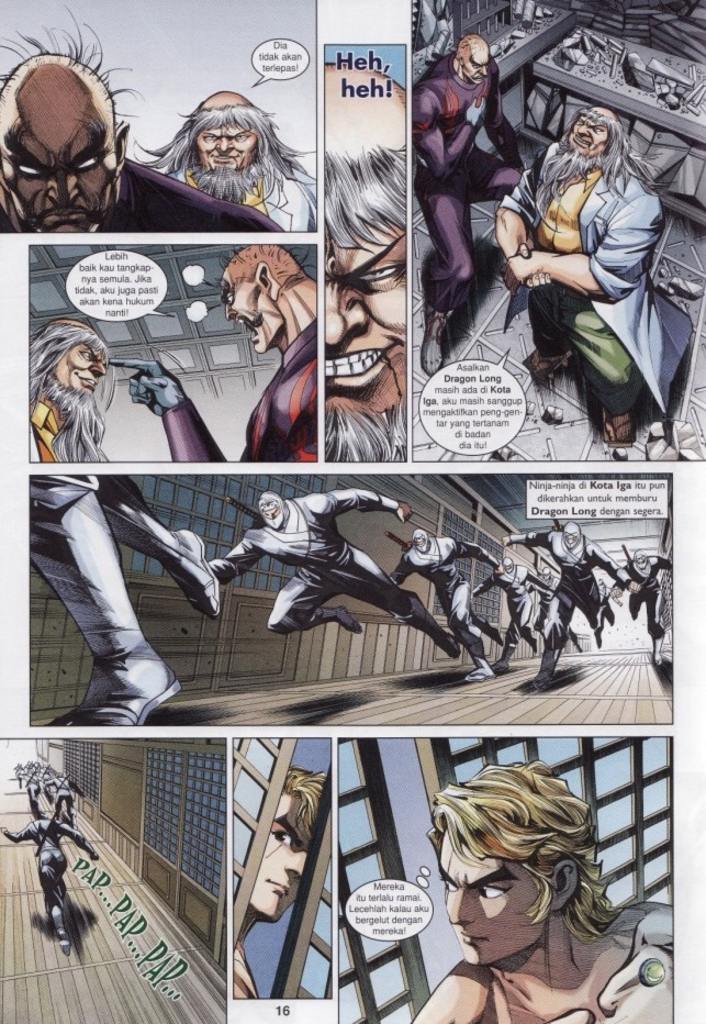 Dia
tidak akan
terlepas!
Heh,
heh!
Lebih
baik kau tangkap-
nya semula. Jika
tidak, aku juga pasti
akan kena hukum
nanti!
Asalkan
Dragon Long
masih ada di Kota
Iga, aku masih sanggup
mengaktifkan peng-gen-
tar yang tertanam
di badan
dia itu!
Ninja-ninja di Kota Iga itu pun
dikerahkan untuk memburu
Dragon Long dengan segera.
PAP...PAP...PAP...
Mereka
itu terlalu ramai.
Lecehlah kalau aku
bergelut dengan
mereka!
16